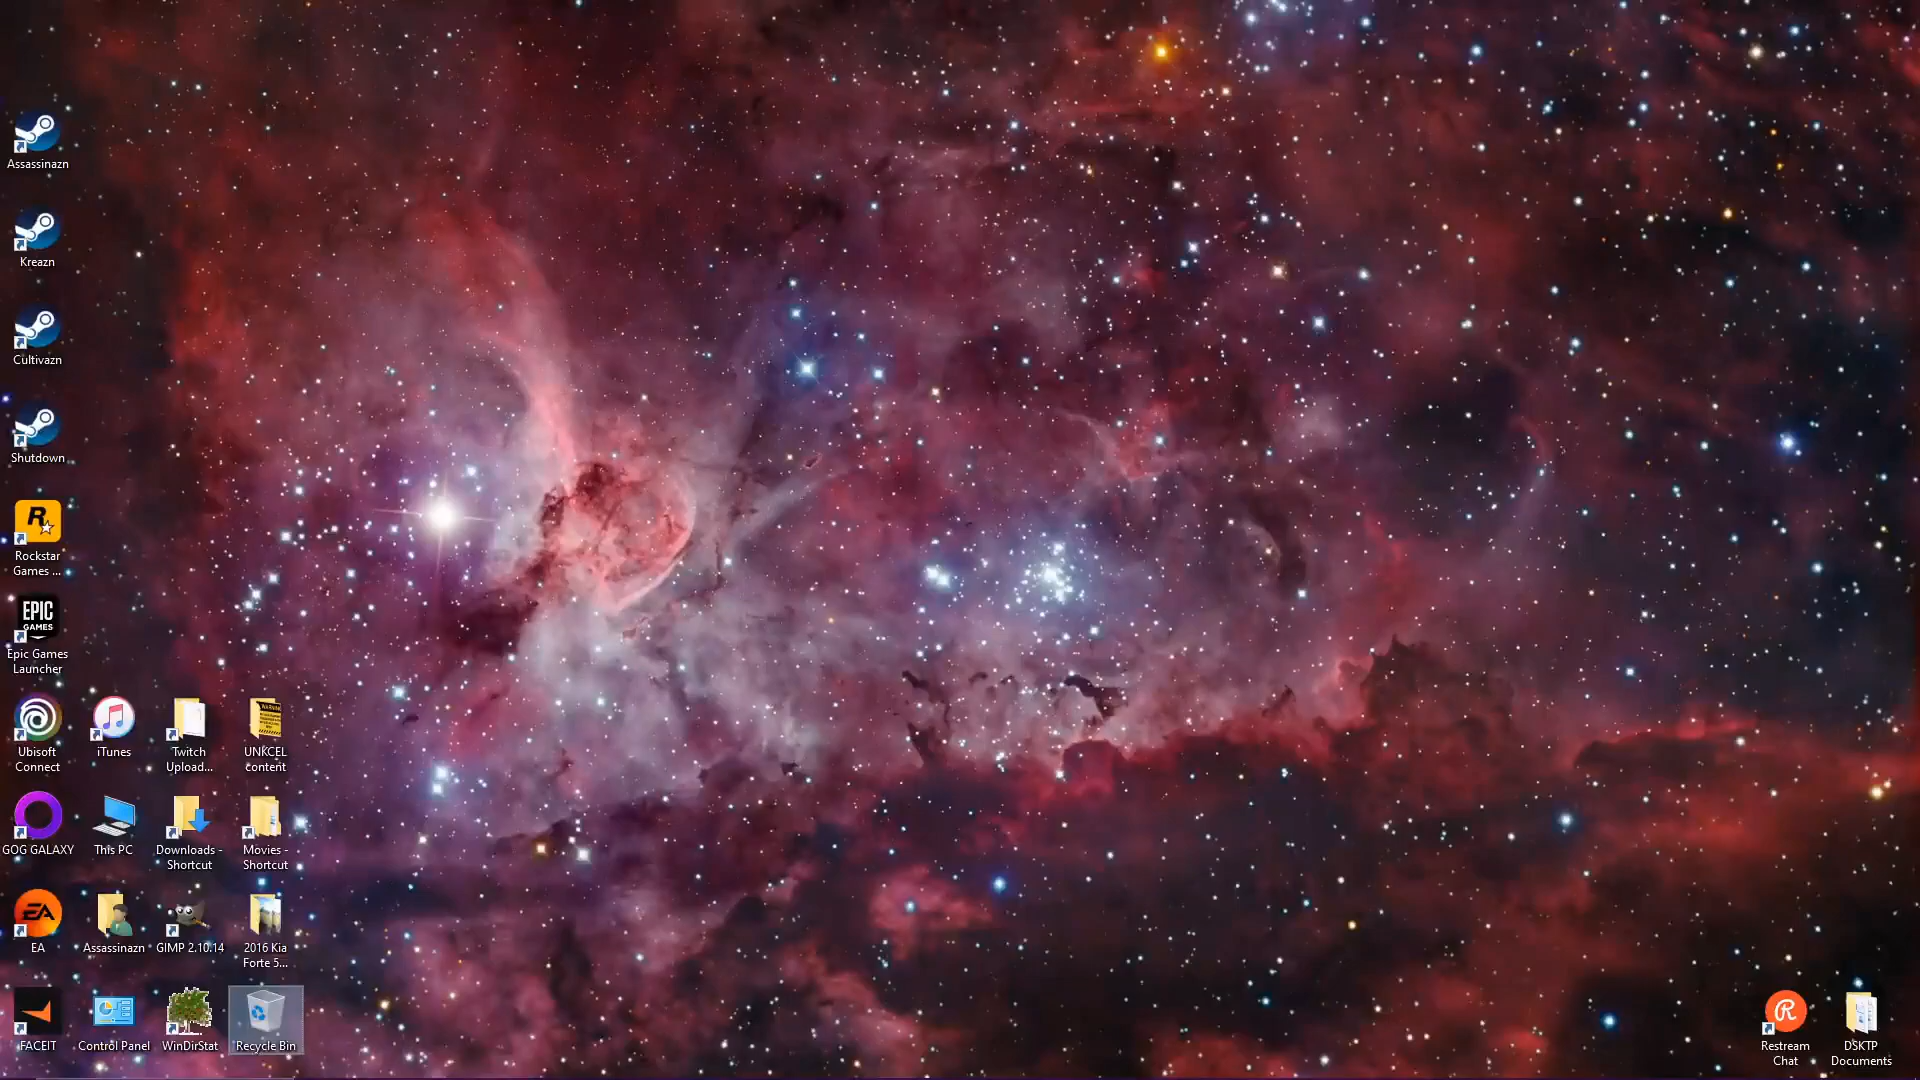 Assassinazn
Kreazn
Cultivazn
Shutdown
R
Rockstar
Games ...
EPIC
GAMES
Epic Games
Launcher
Ubisoft
Connect
iTunes
Twitch
Upload...
WARNING
UNKCEL
content
GOG GALAXY
This PC
Downloads -
Shortcut
Movies -
Shortcut
EA
EA
Assassinazn
GIMP 2.10.14
2016 Kia
Forte 5...
FACEIT
Control Panel
WinDirStat
Recycle Bin
R
Restream
Chat
DSKTP
Documents